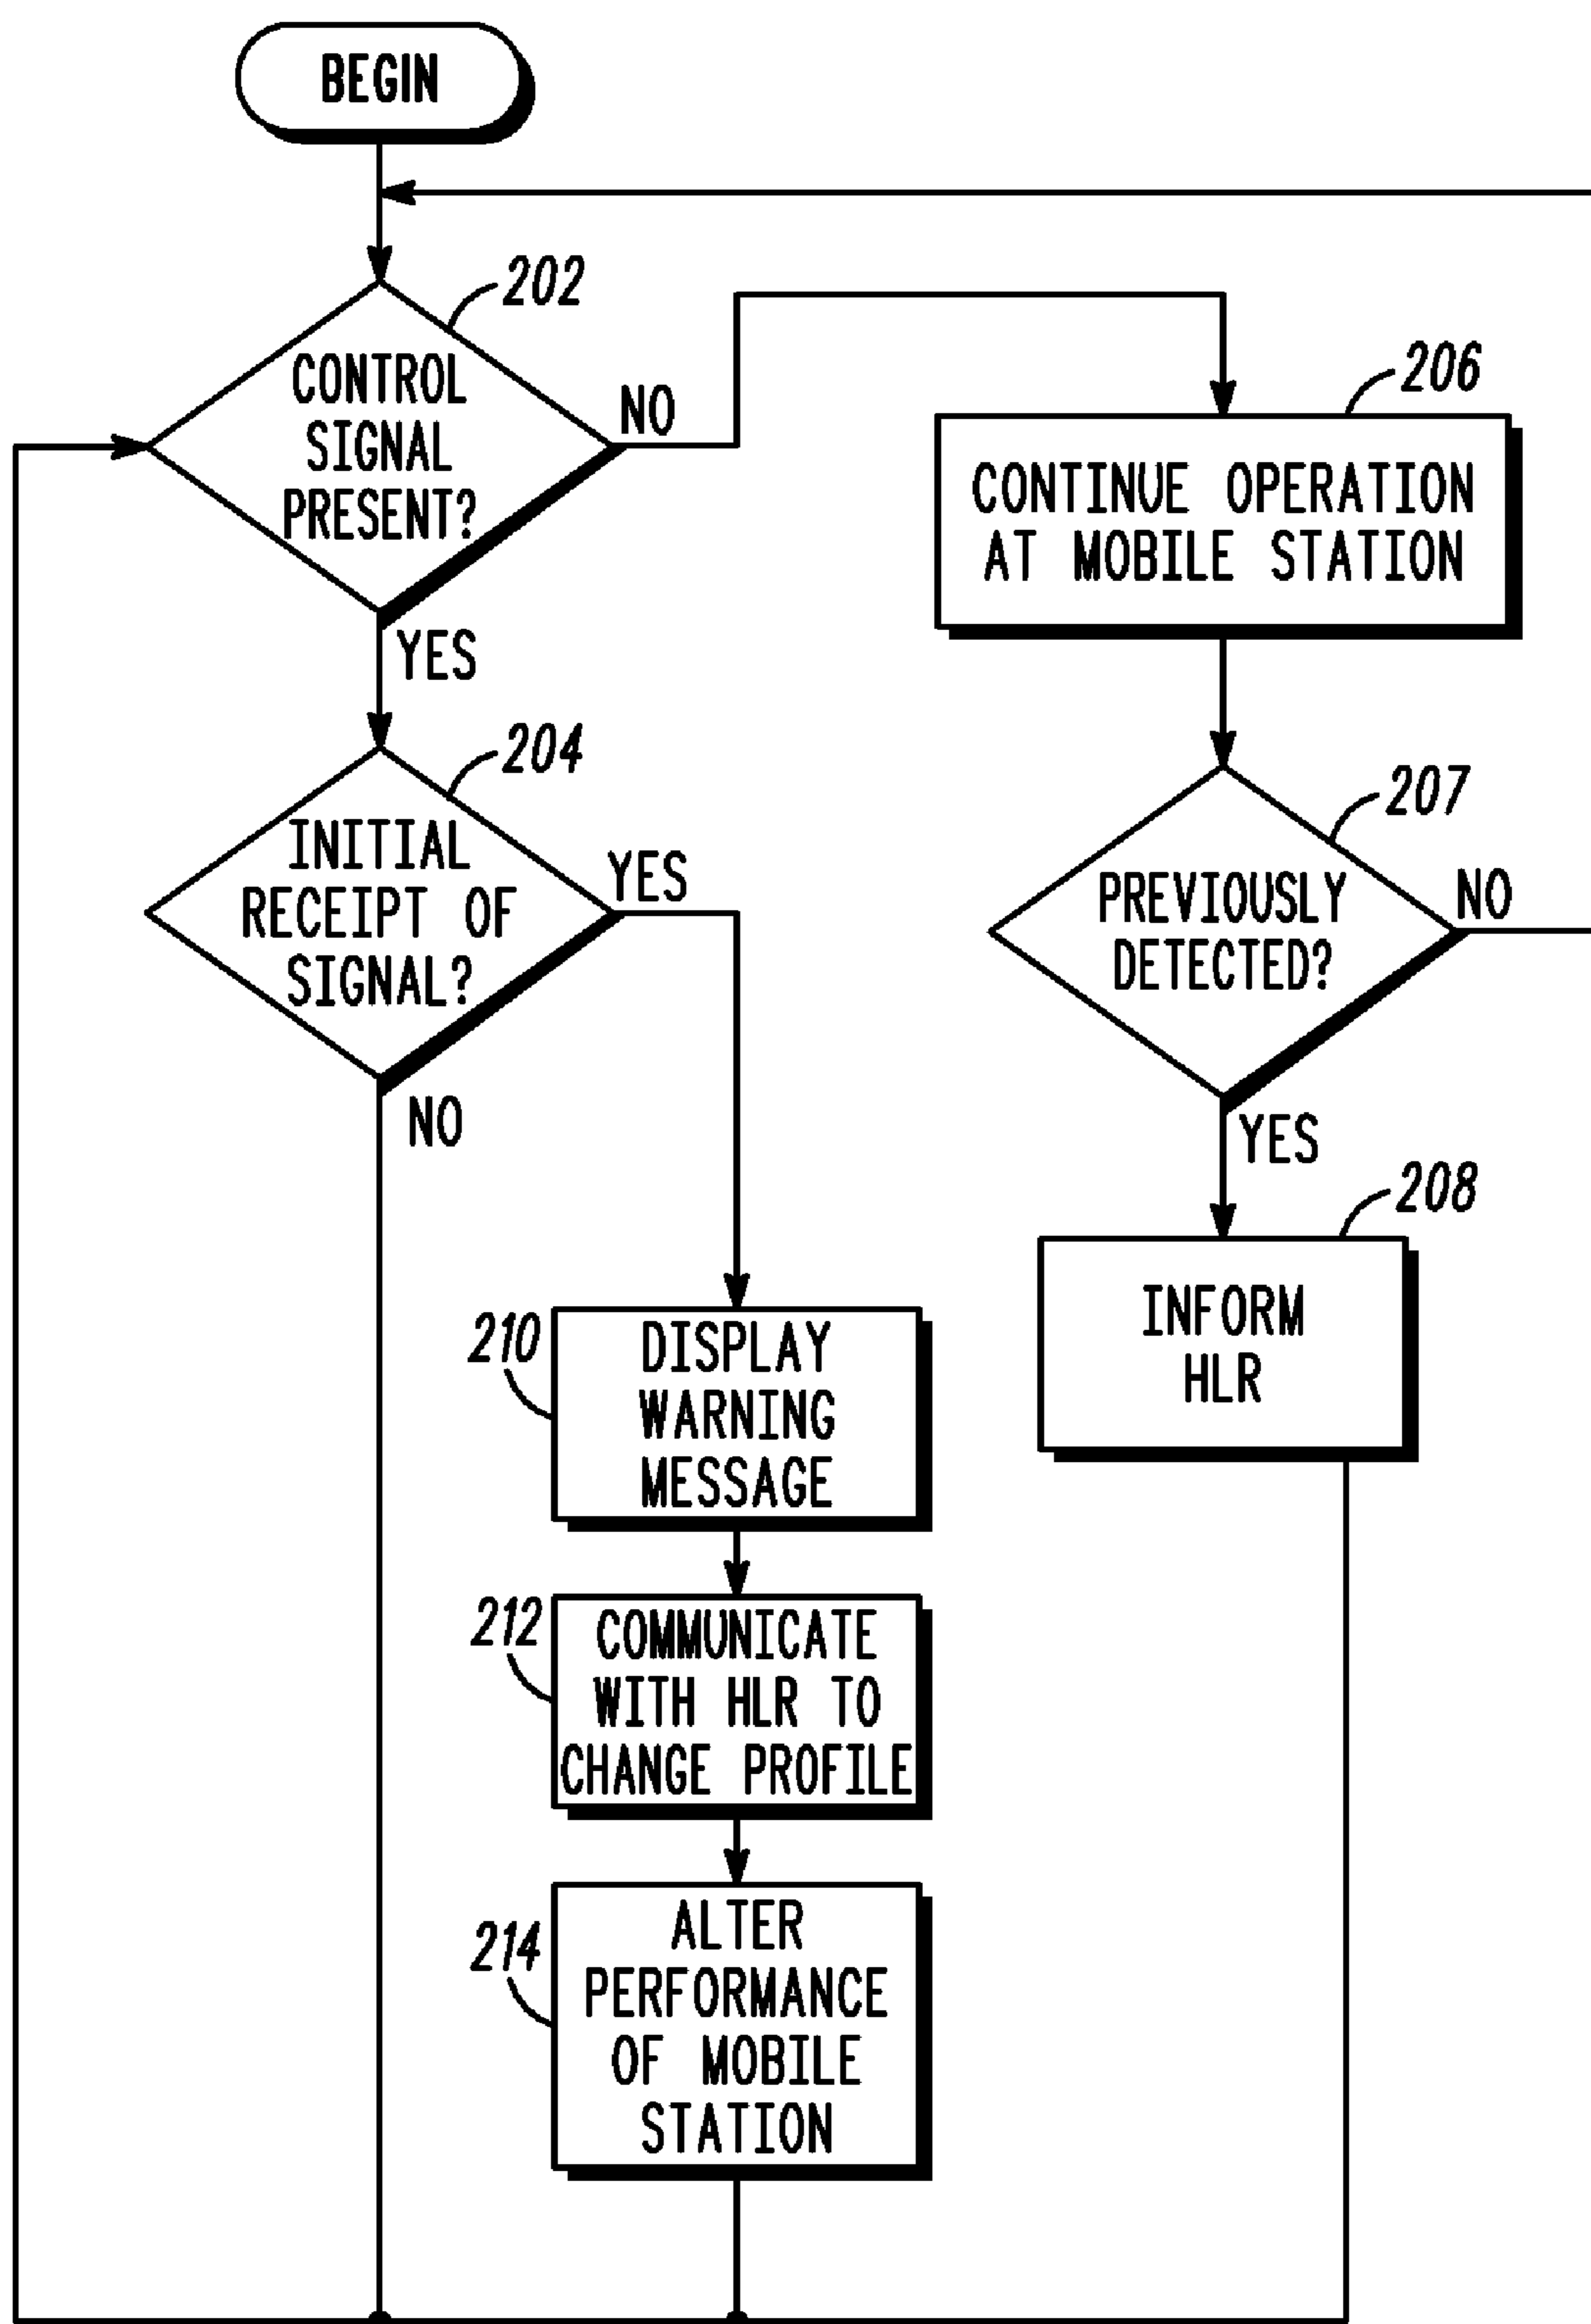 BEGIN
202
CONTROL
SIGNAL
PRESENT?
NO
YES
206
CONTINUE OPERATION
AT MOBILE STATION
204
INITIAL
RECEIPT OF
SIGNAL?
YES
NO
207
PREVIOUSLY
DETECTED?
NO
YES
208
INFORM
HLR
210
DISPLAY
WARNING
MESSAGE
212
COMMUNICATE
WITH HLR TO
CHANGE PROFILE
214
ALTER
PERFORMANCE
OF MOBILE
STATION